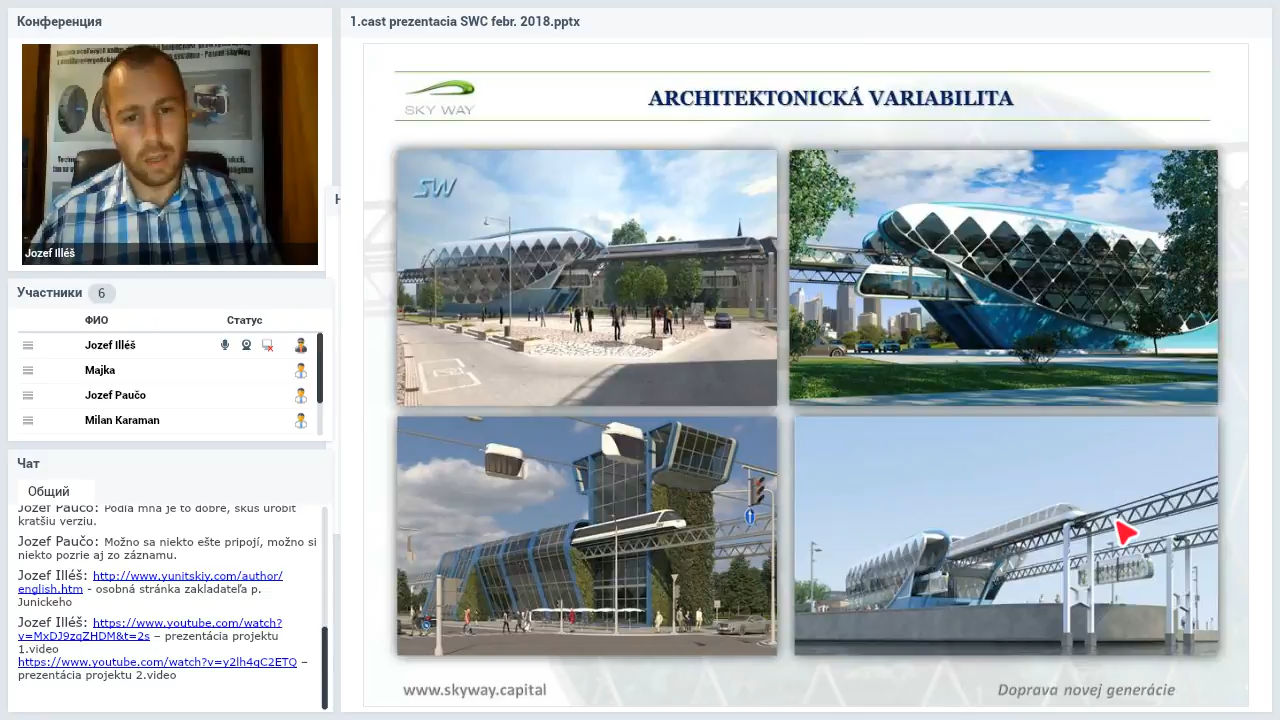 Конференция
Jozef Illéš
Участники 6
ФИО Статус
Jozef Illéš
Majka
Jozef Paučo
Milan Karaman
Чат
Общий
Jozef Paučo: Podľa mňa je to dobré, skús urobiť
kratšiu verziu.
Jozef Paučo: Možno sa niekto ešte pripojí, možno si
niekto pozrie aj zo záznamu.
Jozef Illéš: http://www.yunitskiy.com/author/
english.htm - osobná stránka zakladateľa p.
Junickeho
Jozef Illéš: https://www.youtube.com/watch?
v=MxDJ9zqZHDM&t=2s – prezentácia projektu
1.video
https://www.youtube.com/watch?v=y2lh4qC2ETQ –
prezentácia projektu 2.video
1.cast prezentacia SWC febr. 2018.pptx
SKY WAY
ARCHITEKTONICKÁ VARIABILITA
SW
www.skyway.capital
Doprava novej generácie